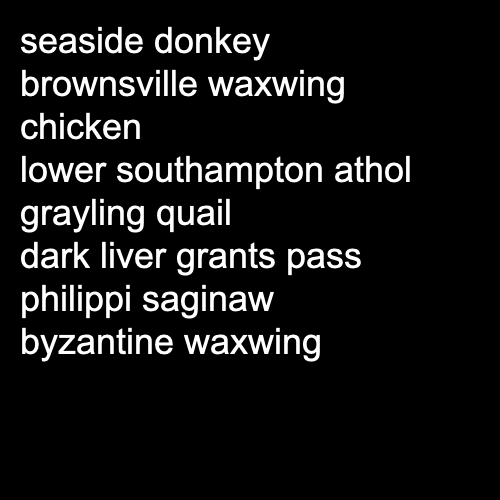 seaside donkey
brownsville waxwing
chicken
lower southampton athol
grayling quail
dark liver grants pass
philippi saginaw
byzantine waxwing